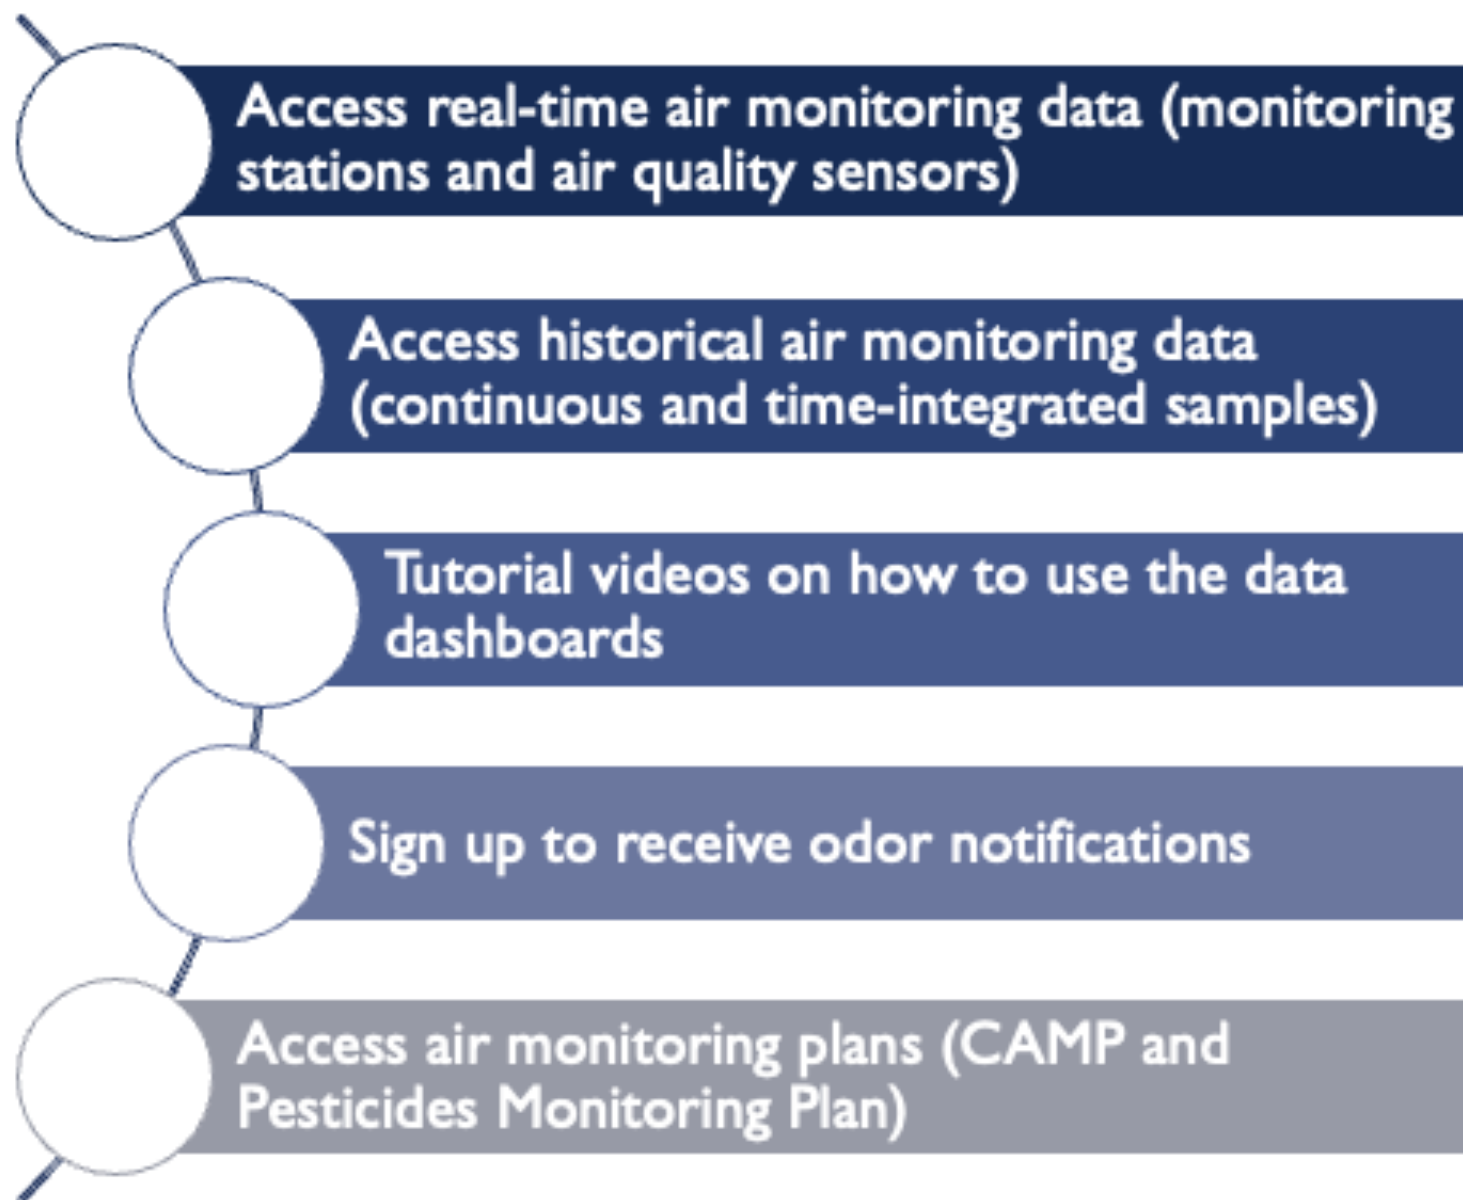 Access real-time air monitoring data (monitoring
stations and air quality sensors)
Access historical air monitoring data
(continuous and time-integrated samples)
Tutorial videos on how to use the data
dashboards
Sign up to receive odor notifications
Access air monitoring plans (CAMP and
Pesticides Monitoring Plan)